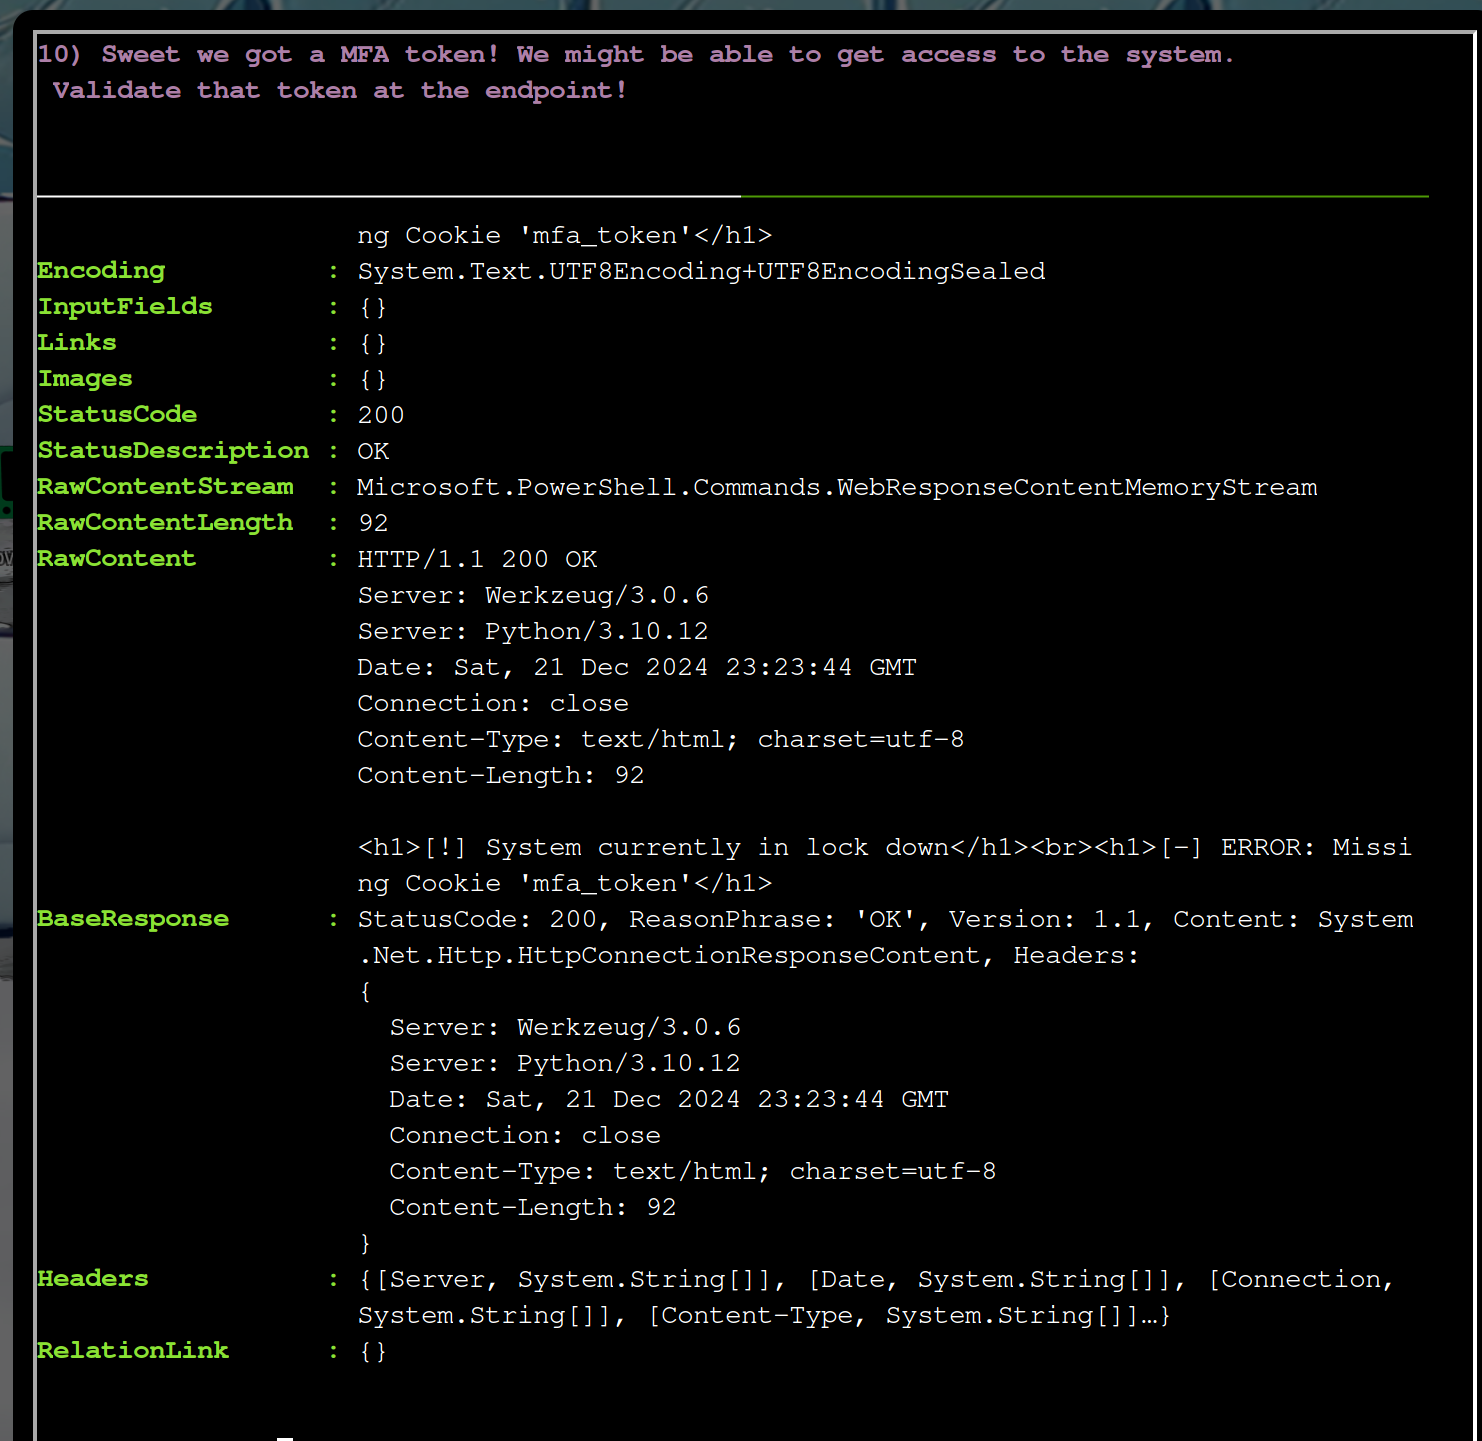 10) Sweet we got a MFA token! We might be able to get access to the system.
Validate that token at the endpoint!
ng Cookie 'mfa_token'</h1>
Encoding : System.Text.UTF8Encoding+UTF8EncodingSealed
InputFields : {}
Links : {}
Images : {}
StatusCode : 200
StatusDescription : OK
RawContentStream : Microsoft.PowerShell.Commands.WebResponseContentMemoryStream
RawContentLength : 92
RawContent : HTTP/1.1 200 OK
Server: Werkzeug/3.0.6
Server: Python/3.10.12
Date: Sat, 21 Dec 2024 23:23:44 GMT
Connection: close
Content-Type: text/html; charset=utf-8
Content-Length: 92
<h1>[!] System currently in lock down</h1><br><h1>[-] ERROR: Missi
ng Cookie 'mfa_token'</h1>
BaseResponse : StatusCode: 200, ReasonPhrase: 'OK', Version: 1.1, Content: System
.Net.Http.HttpConnectionResponseContent, Headers:
{
Server: Werkzeug/3.0.6
Server: Python/3.10.12
Date: Sat, 21 Dec 2024 23:23:44 GMT
Connection: close
Content-Type: text/html; charset=utf-8
Content-Length: 92
}
Headers : {[Server, System.String[]], [Date, System.String[]], [Connection,
System.String[]], [Content-Type, System.String[]]…}
RelationLink : {}